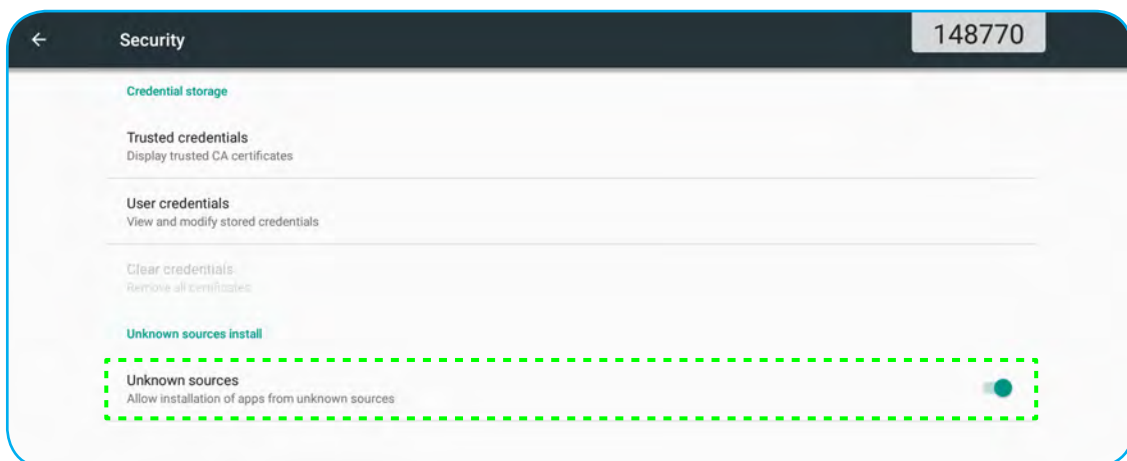 Security
148770
Credential storage
Trusted credentials
Display trusted CA certificates
User credentials
View and modify stored credentials
Clear credentials
Remove all certificates
Unknown sources install
Unknown sources
Allow installation of apps from unknown sources